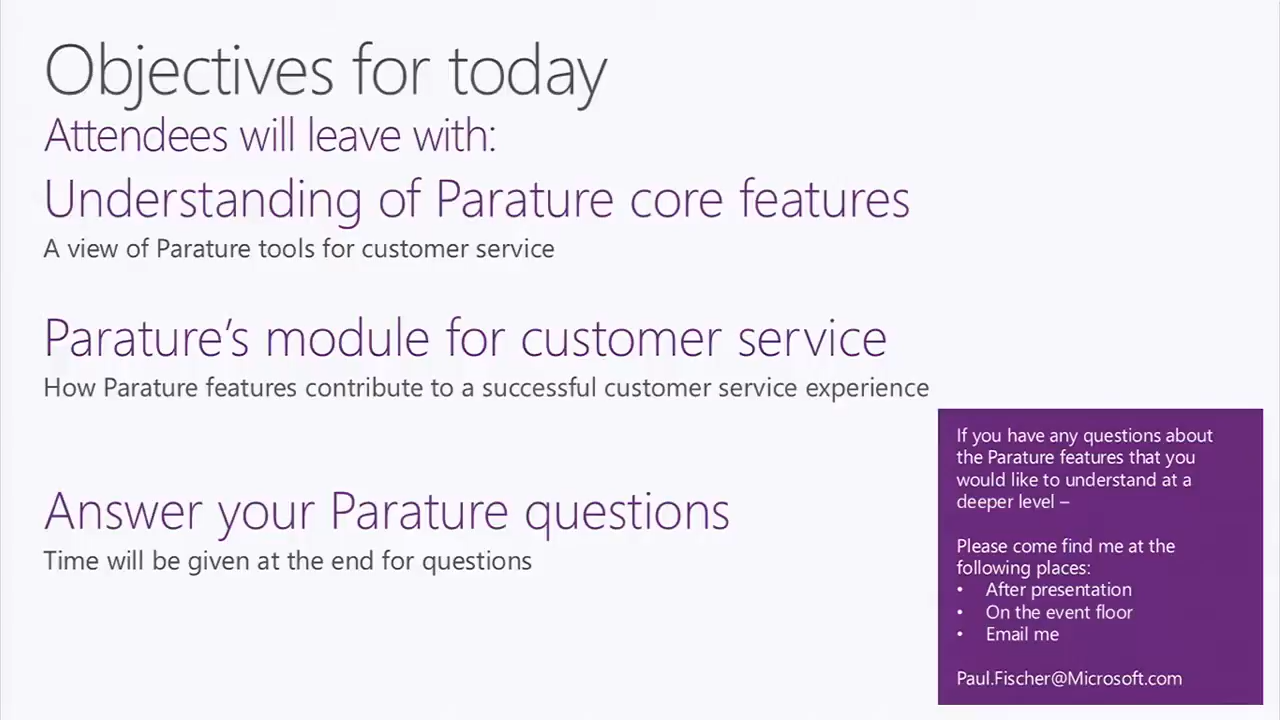 Objectives for today
Attendees will leave with:
Understanding of Parature core features
A view of Parature tools for customer service
Parature’s module for customer service
How Parature features contribute to a successful customer service experience
Answer your Parature questions
Time will be given at the end for questions
If you have any questions about
the Parature features that you
would like to understand at a
deeper level –
Please come find me at the
following places:
• After presentation
• On the event floor
• Email me
Paul.Fischer@Microsoft.com